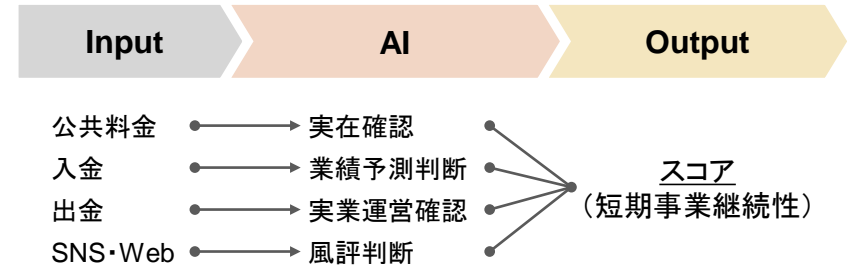 Input AI Output
公共料金 実在確認
入金 業績予測判断
スコア
出金 実業運営確認
（短期事業継続性）
SNS・Web 風評判断